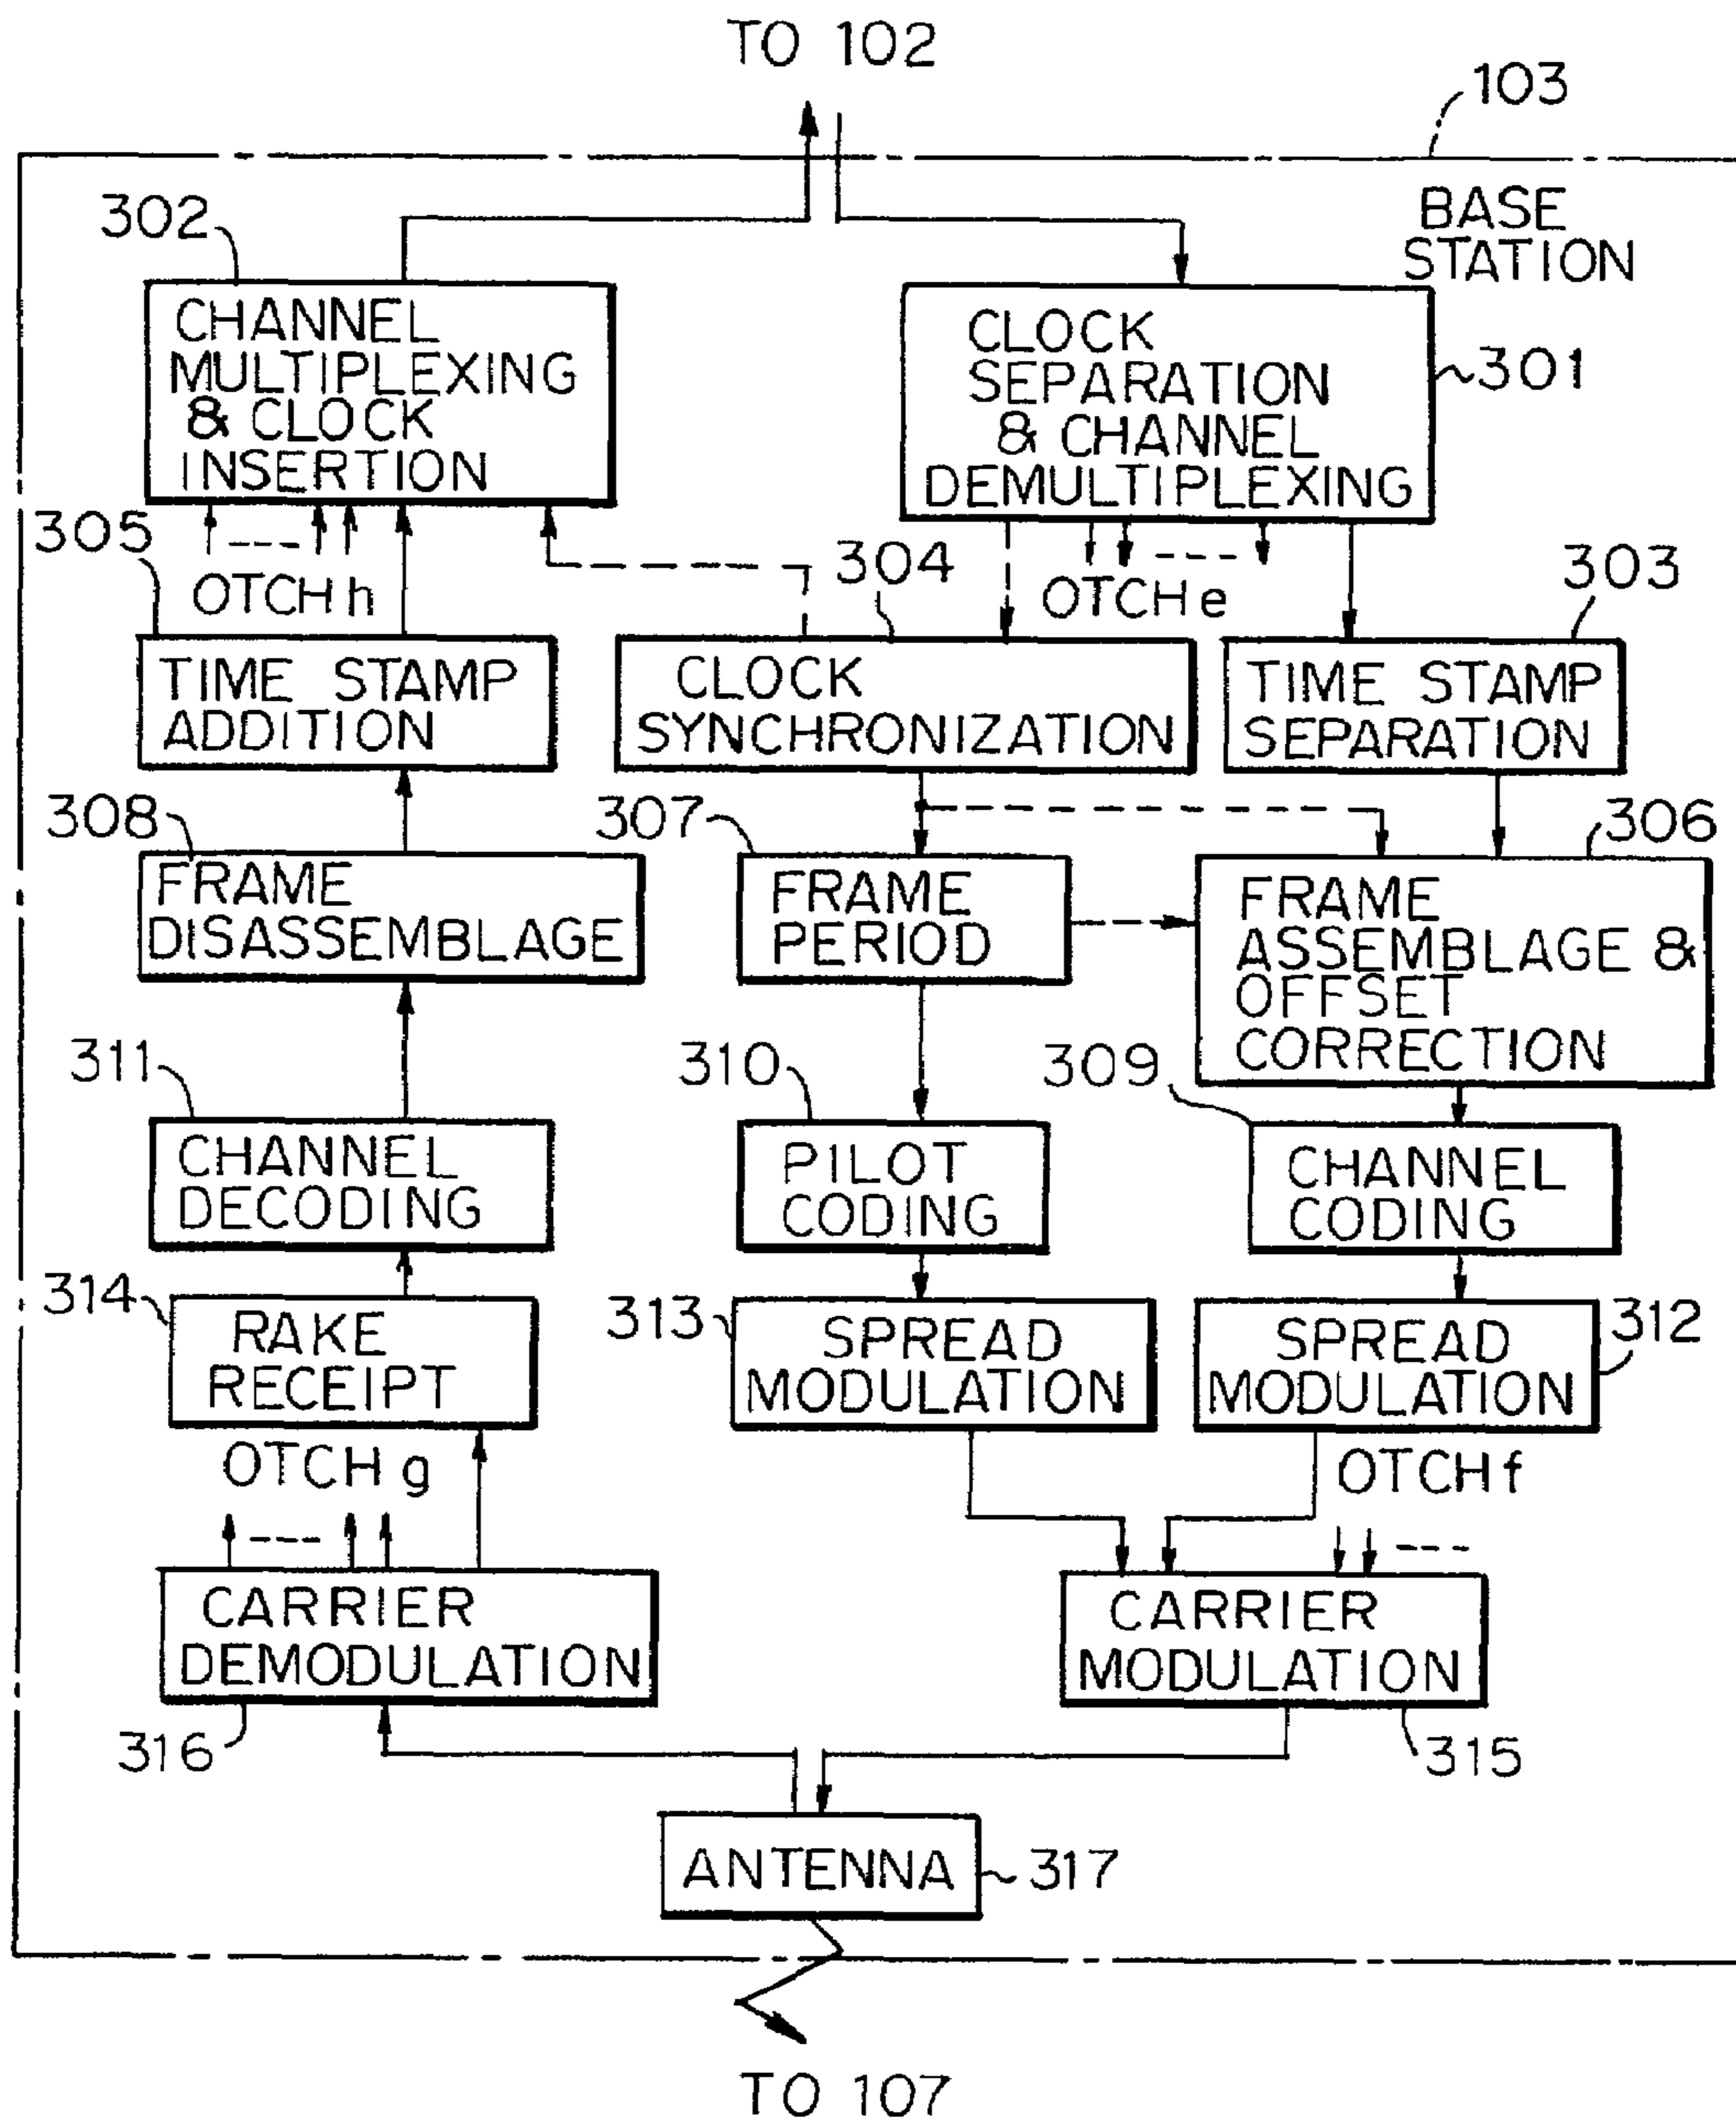 TO 102
103
BASE
STATION
302
CHANNEL
MULTIPLEXING
& CLOCK
INSERTION
CLOCK
SEPARATION
& CHANNEL
DEMULTIPLEXING
301
305
OTCH h
304
OTCH e
303
TIME STAMP
ADDITION
CLOCK
SYNCHRONIZATION
TIME STAMP
SEPARATION
308
307
306
FRAME
DISASSEMBLAGE
FRAME
PERIOD
FRAME
ASSEMBLAGE &
OFFSET
CORRECTION
311
310
309
CHANNEL
DECODING
PILOT
CODING
CHANNEL
CODING
314
RAKE
RECEIPT
313
SPREAD
MODULATION
SPREAD
MODULATION
312
OTCH g
OTCH f
CARRIER
DEMODULATION
CARRIER
MODULATION
316
315
ANTENNA
317
TO 107